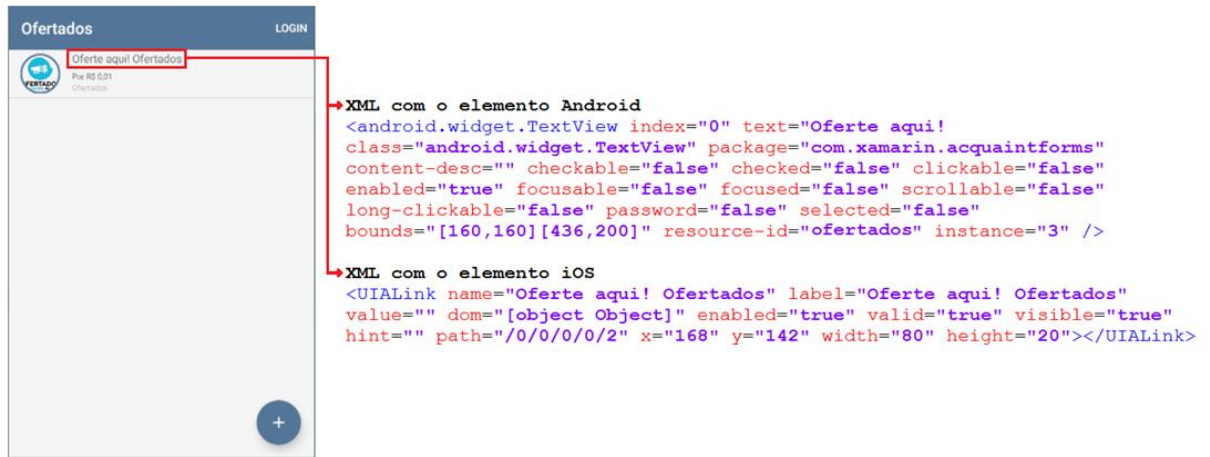 Ofertados
LOGIN
Oferte aqui! Ofertados
Por R$ 0,01
Ofertados
XML com o elemento Android
<android.widget.TextView index="0" text="Oferte aqui!
class="android.widget.TextView" package="com.xamarin.acquaintforms"
content-desc="" checkable="false" checked="false" clickable="false"
enabled="true" focusable="false" focused="false" scrollable="false"
long-clickable="false" password="false" selected="false"
bounds="[160,160][436,200]" resource-id="ofertados" instance="3" />
XML com o elemento iOS
<UIALink name="Oferte aqui! Ofertados" label="Oferte aqui! Ofertados"
value="" dom="[object Object]" enabled="true" valid="true" visible="true"
hint="" path="/0/0/0/0/2" x="168" y="142" width="80" height="20"></UIALink>
+